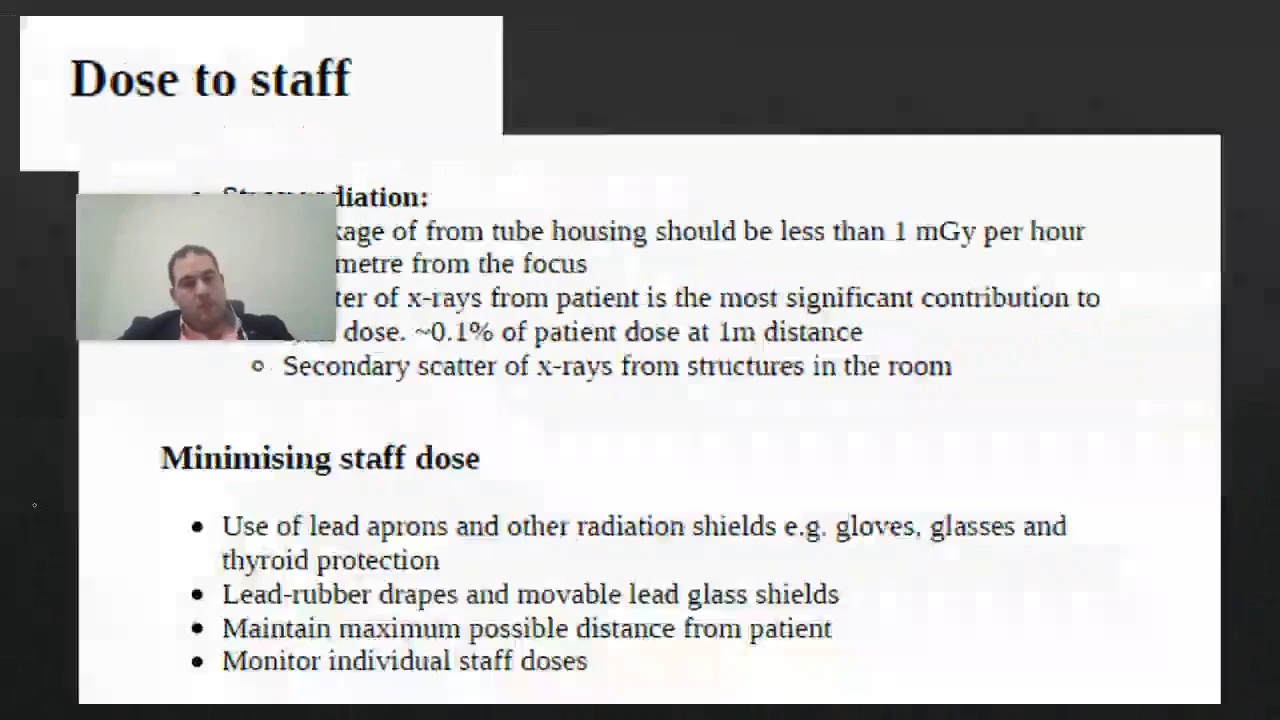 Dose to staff
diation:
kage of from tube housing should be less than 1 mGy per hour
metre from the focus
ter of x-rays from patient is the most significant contribution to
dose. ~0.1% of patient dose at 1m distance
Secondary scatter of x-rays from structures in the room
Minimising staff dose
Use of lead aprons and other radiation shields e.g. gloves, glasses and
thyroid protection
Lead-rubber drapes and movable lead glass shields
Maintain maximum possible distance from patient
Monitor individual staff doses